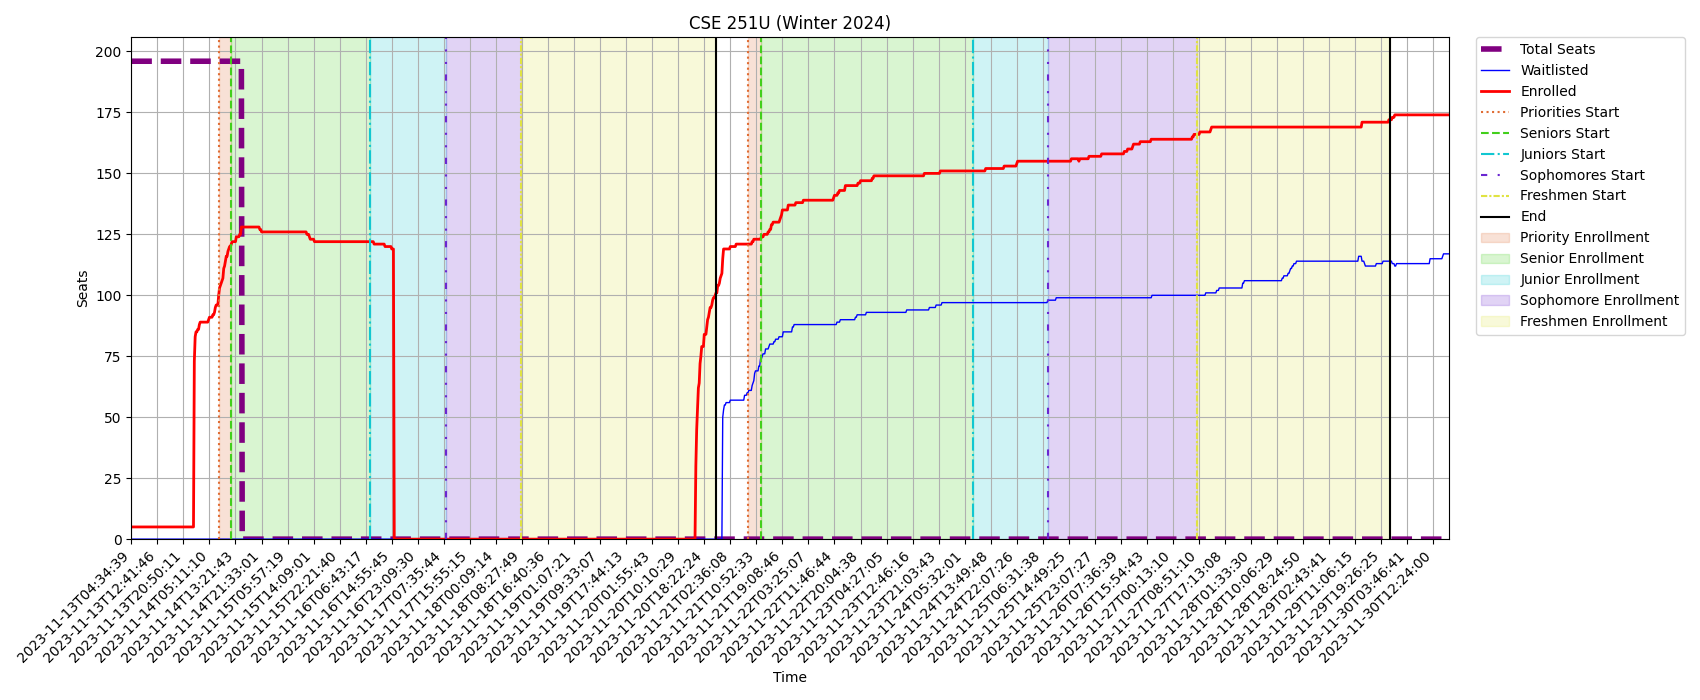 CSE 251U (Winter 2024)
Seats
200
175
150
125
100
75
50
25
0
2023-11-13T04:34:39
2023-11-13T12:41:46
2023-11-13T20:50:11
2023-11-14T05:11:10
2023-11-14T13:21:43
2023-11-14T21:33:01
2023-11-15T05:57:19
2023-11-15T14:09:01
2023-11-15T22:21:40
2023-11-16T06:43:17
2023-11-16T14:55:45
2023-11-16T23:09:30
2023-11-17T07:35:44
2023-11-17T15:55:15
2023-11-18T00:09:14
2023-11-18T08:27:49
2023-11-18T16:40:36
2023-11-19T01:07:21
2023-11-19T09:33:07
2023-11-19T17:44:13
2023-11-20T01:55:43
2023-11-20T10:10:29
2023-11-20T18:22:24
2023-11-21T02:36:08
2023-11-21T10:52:33
2023-11-21T19:08:46
2023-11-22T03:25:07
2023-11-22T11:46:44
2023-11-22T20:04:38
2023-11-23T04:27:05
2023-11-23T12:46:16
2023-11-23T21:03:43
2023-11-24T05:32:01
2023-11-24T13:49:48
2023-11-24T22:07:26
2023-11-25T06:31:38
2023-11-25T14:49:25
2023-11-25T23:07:27
2023-11-26T07:36:39
2023-11-26T15:54:43
2023-11-27T00:13:10
2023-11-27T08:51:10
2023-11-27T17:13:08
2023-11-28T01:33:30
2023-11-28T10:06:29
2023-11-28T18:24:50
2023-11-29T02:43:41
2023-11-29T11:06:15
2023-11-29T19:26:25
2023-11-30T03:46:41
2023-11-30T12:24:00
Time
Total Seats
Waitlisted
Enrolled
Priorities Start
Seniors Start
Juniors Start
Sophomores Start
Freshmen Start
End
Priority Enrollment
Senior Enrollment
Junior Enrollment
Sophomore Enrollment
Freshmen Enrollment